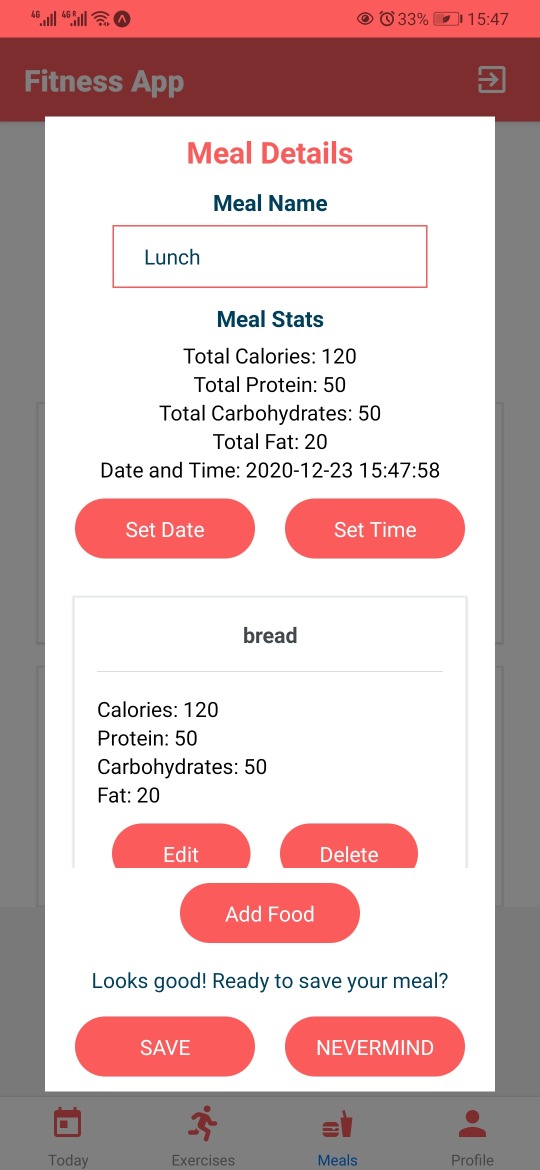 4G 4G R 33% 15:47
Fitness App
Meal Details
Meal Name
Lunch
Meal Stats
Total Calories: 120
Total Protein: 50
Total Carbohydrates: 50
Total Fat: 20
Date and Time: 2020-12-23 15:47:58
Set Date Set Time
bread
Calories: 120
Protein: 50
Carbohydrates: 50
Fat: 20
Edit Delete
Add Food
Looks good! Ready to save your meal?
SAVE NEVERMIND
Today Exercises Meals Profile